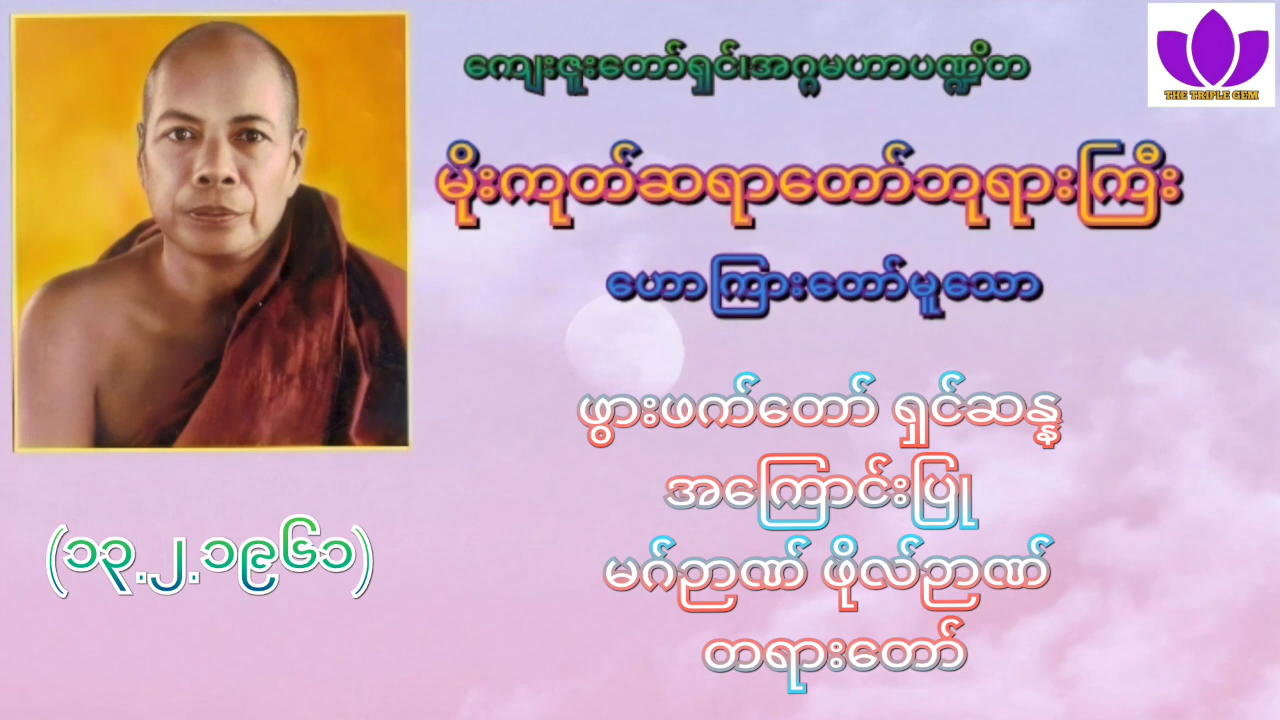 ကျေးဇူးတော်ရှင်၊အဂ္ဂမဟာပဏ္ဍိတ
THE TRIPLE GEM
မိုးကုတ်ဆရာတော်ဘုရားကြီး
ဟောကြားတော်မူသော
ဖွားဖက်တော် ရှင်ဆန္န
အကြောင်းပြု
မဂ်ဉာဏ် ဖိုလ်ဉာဏ်
တရားတော်
(၁၃.၂.၁၉၆၁)